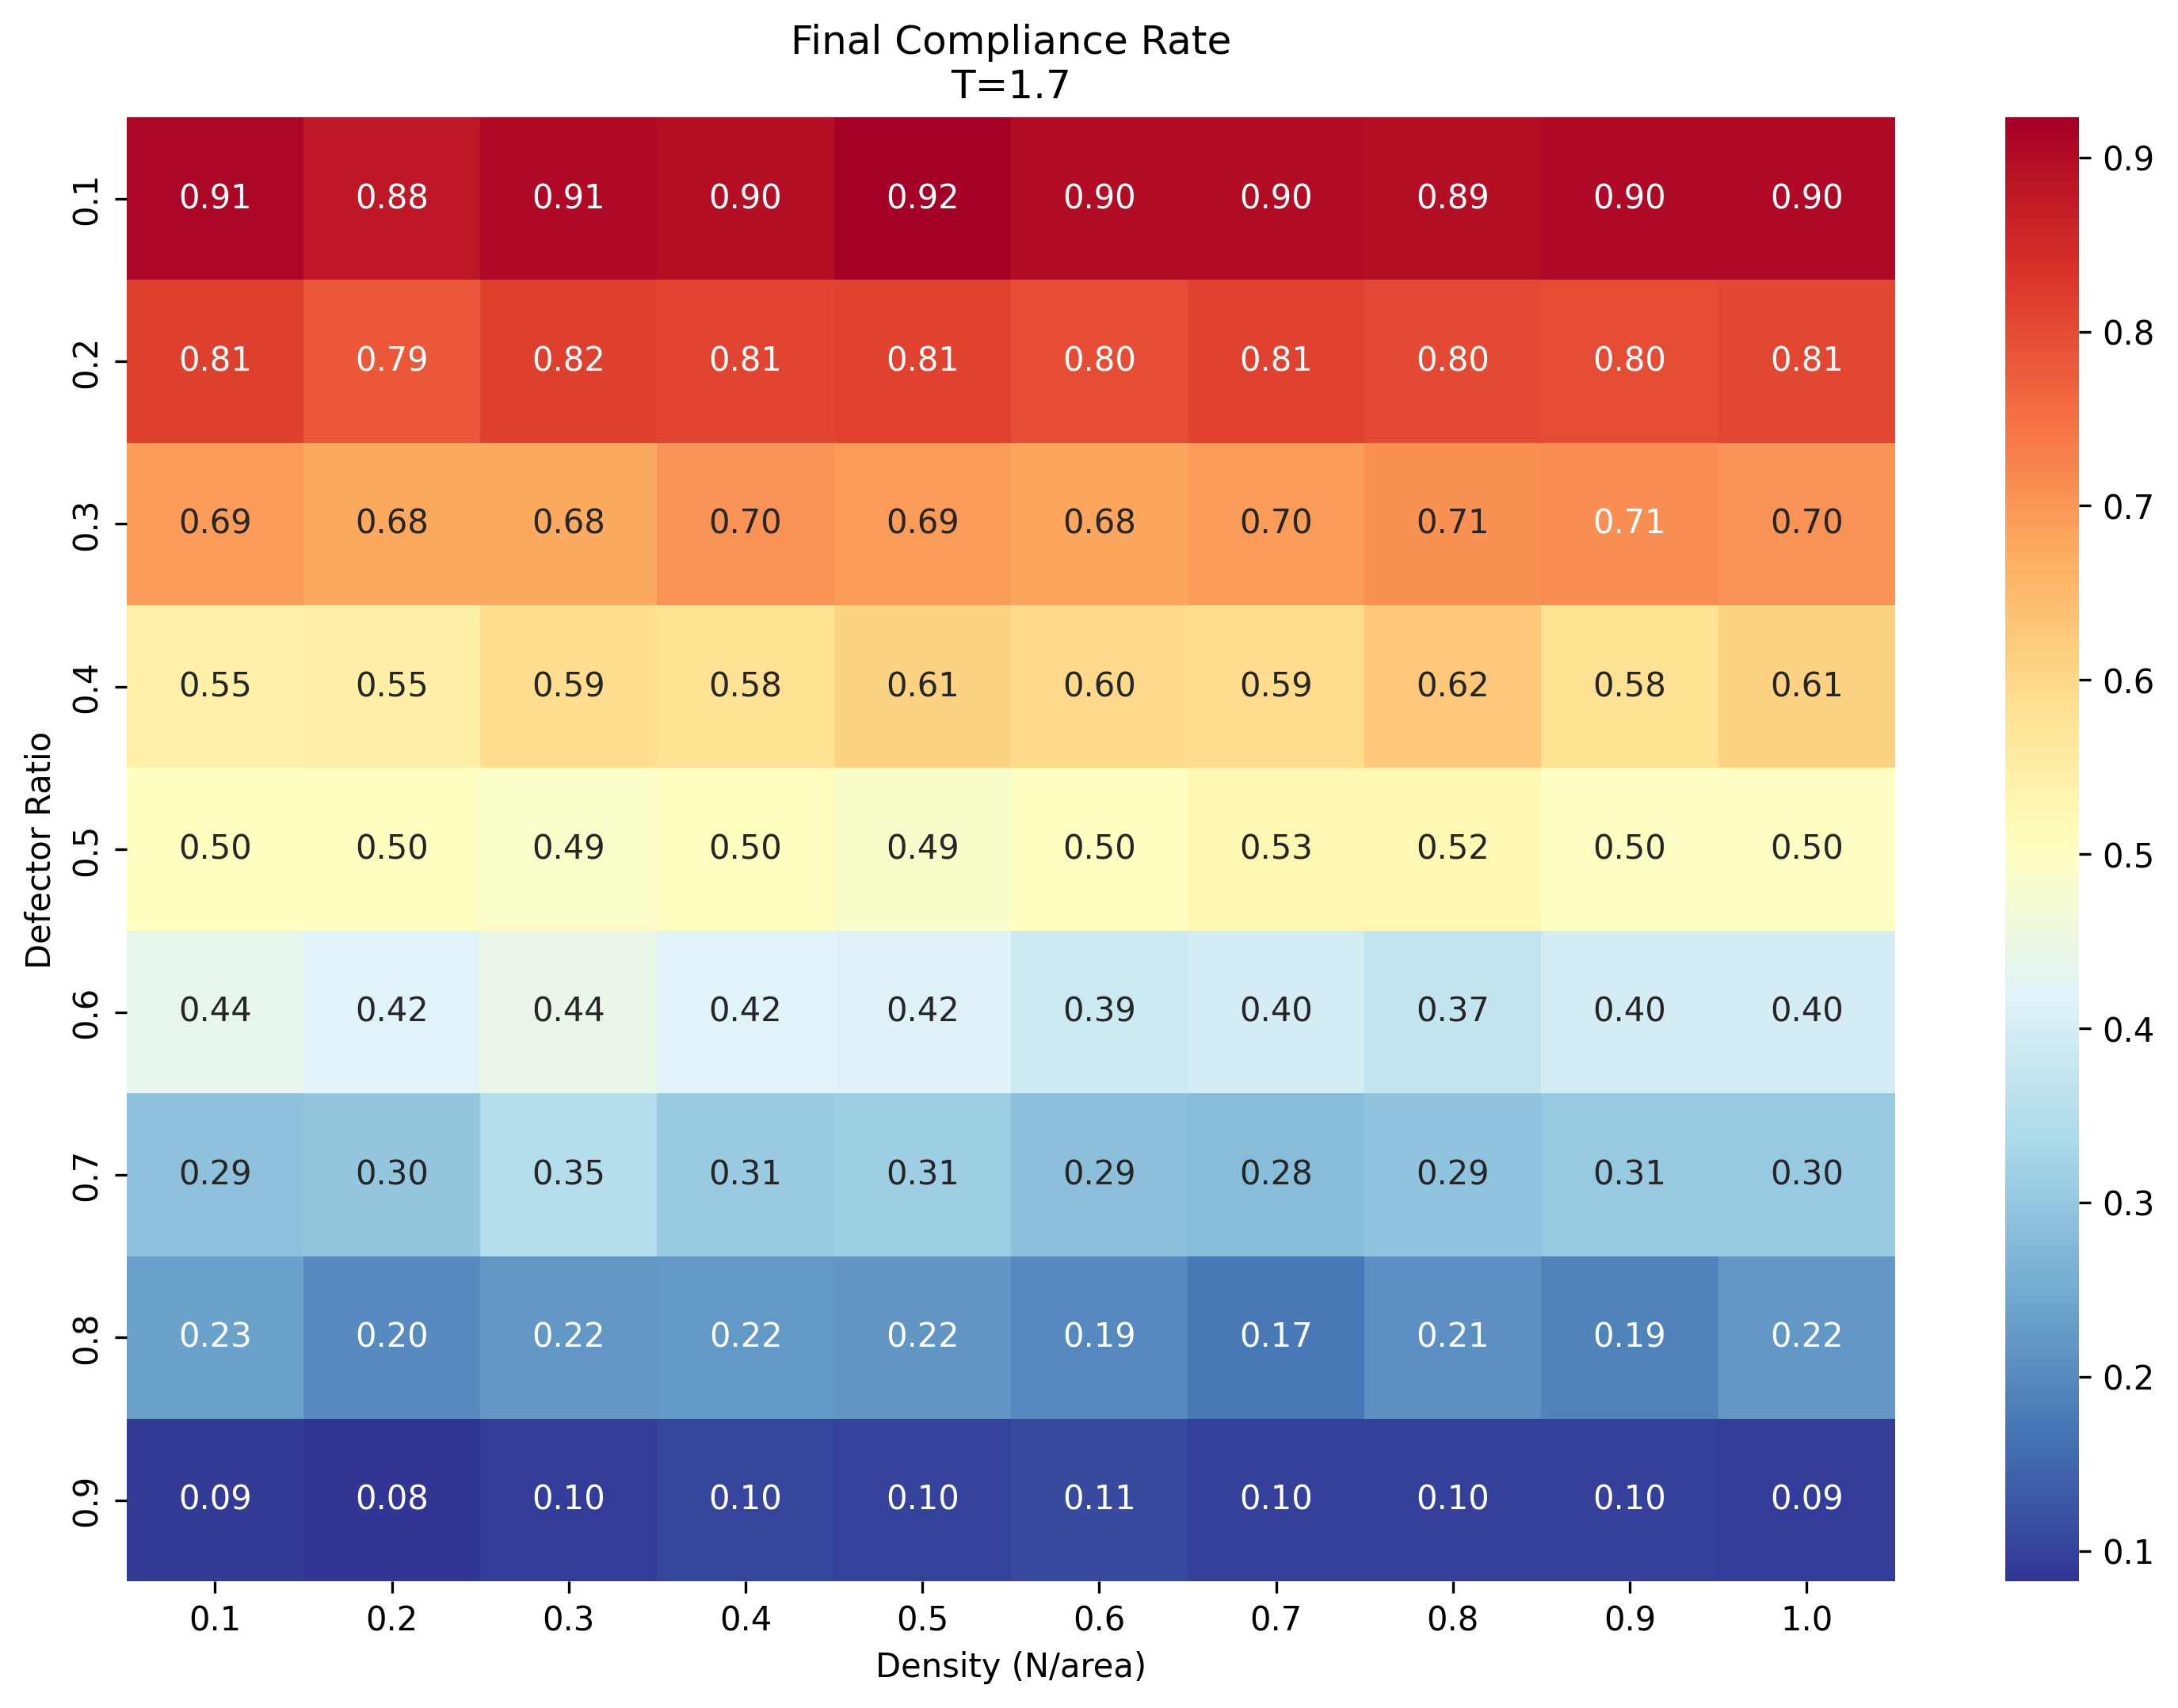 Final Compliance Rate
T=1.7
0.1 0.91 0.88 0.91 0.90 0.92 0.90 0.90 0.89 0.90 0.90
0.2 0.81 0.79 0.82 0.81 0.81 0.80 0.81 0.80 0.80 0.81
0.3 0.69 0.68 0.68 0.70 0.69 0.68 0.70 0.71 0.71 0.70
0.4 0.55 0.55 0.59 0.58 0.61 0.60 0.59 0.62 0.58 0.61
0.5 0.50 0.50 0.49 0.50 0.49 0.50 0.53 0.52 0.50 0.50
0.6 0.44 0.42 0.44 0.42 0.42 0.39 0.40 0.37 0.40 0.40
0.7 0.29 0.30 0.35 0.31 0.31 0.29 0.28 0.29 0.31 0.30
0.8 0.23 0.20 0.22 0.22 0.22 0.19 0.17 0.21 0.19 0.22
0.9 0.09 0.08 0.10 0.10 0.10 0.11 0.10 0.10 0.10 0.09
0.1 0.2 0.3 0.4 0.5 0.6 0.7 0.8 0.9 1.0
Density (N/area)
Defector Ratio
0.9
0.8
0.7
0.6
0.5
0.4
0.3
0.2
0.1